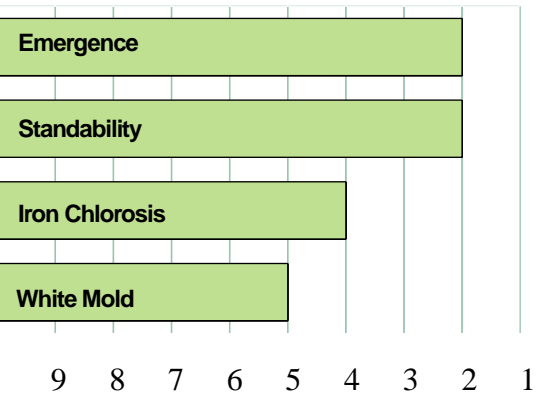 Emergence
Standability
Iron Chlorosis
White Mold
9 8 7 6 5 4 3 2 1